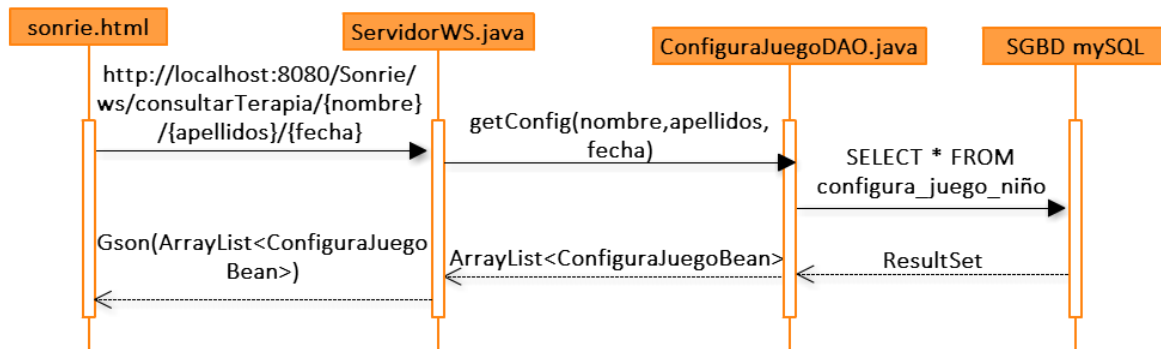 sonrie.html
ServidorWS.java
ConfiguraJuegoDAO.java
SGBD mySQL
http://localhost:8080/Sonrie/
ws/consultarTerapia/{nombre}
/{apellidos}/{fecha}
getConfig(nombre,apellidos,
fecha)
SELECT * FROM
configura_juego_niño
Gson(ArrayList<ConfiguraJuego
Bean>)
ArrayList<ConfiguraJuegoBean>
ResultSet